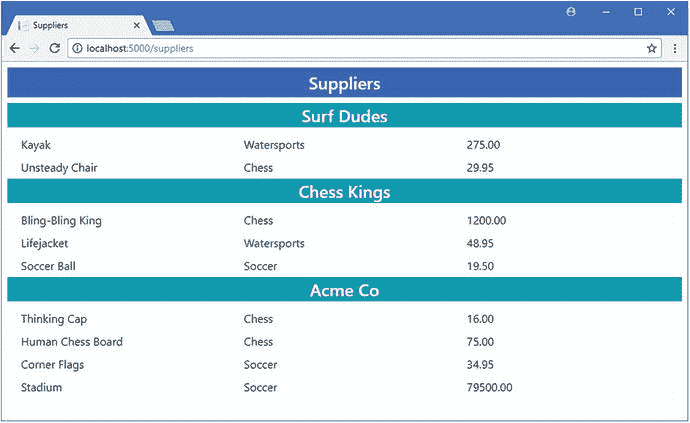 Suppliers
localhost:5000/suppliers
Suppliers
Surf Dudes
Kayak Watersports 275.00
Unsteady Chair Chess 29.95
Chess Kings
Bling-Bling King Chess 1200.00
Lifejacket Watersports 48.95
Soccer Ball Soccer 19.50
Acme Co
Thinking Cap Chess 16.00
Human Chess Board Chess 75.00
Corner Flags Soccer 34.95
Stadium Soccer 79500.00